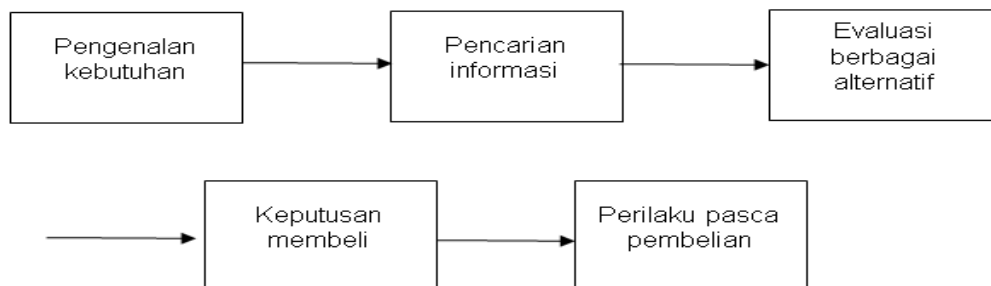 Pengenalan
kebutuhan
Pencarian
informasi
Evaluasi
berbagai
alternatif
Keputusan
membeli
Perilaku pasca
pembelian